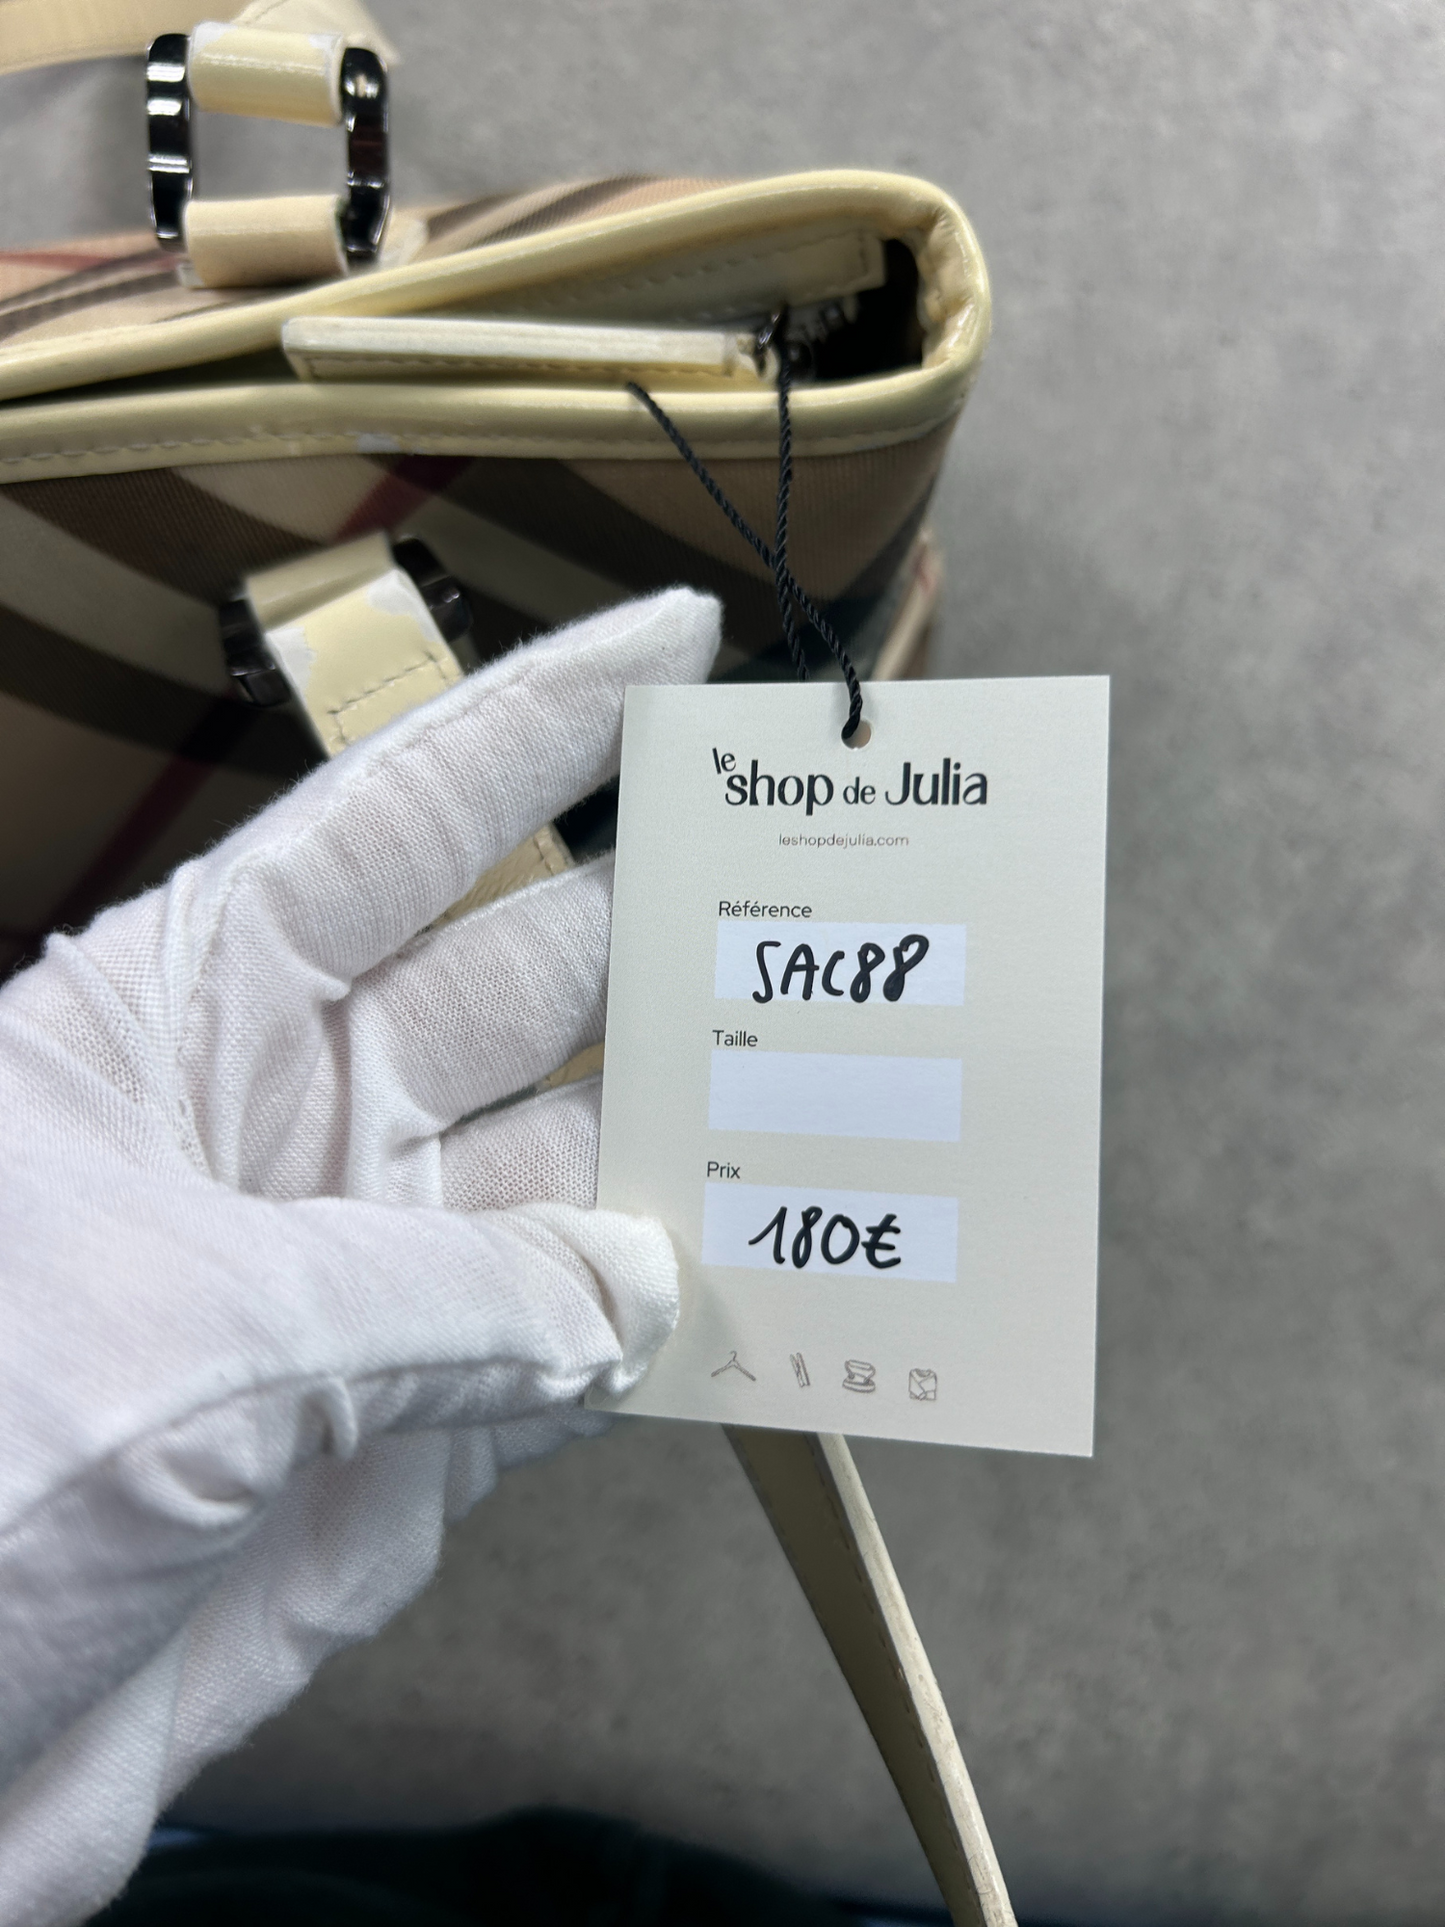 le shop de Julia
leshopdejulia.com
Référence
SAC88
Taille
Prix
180€